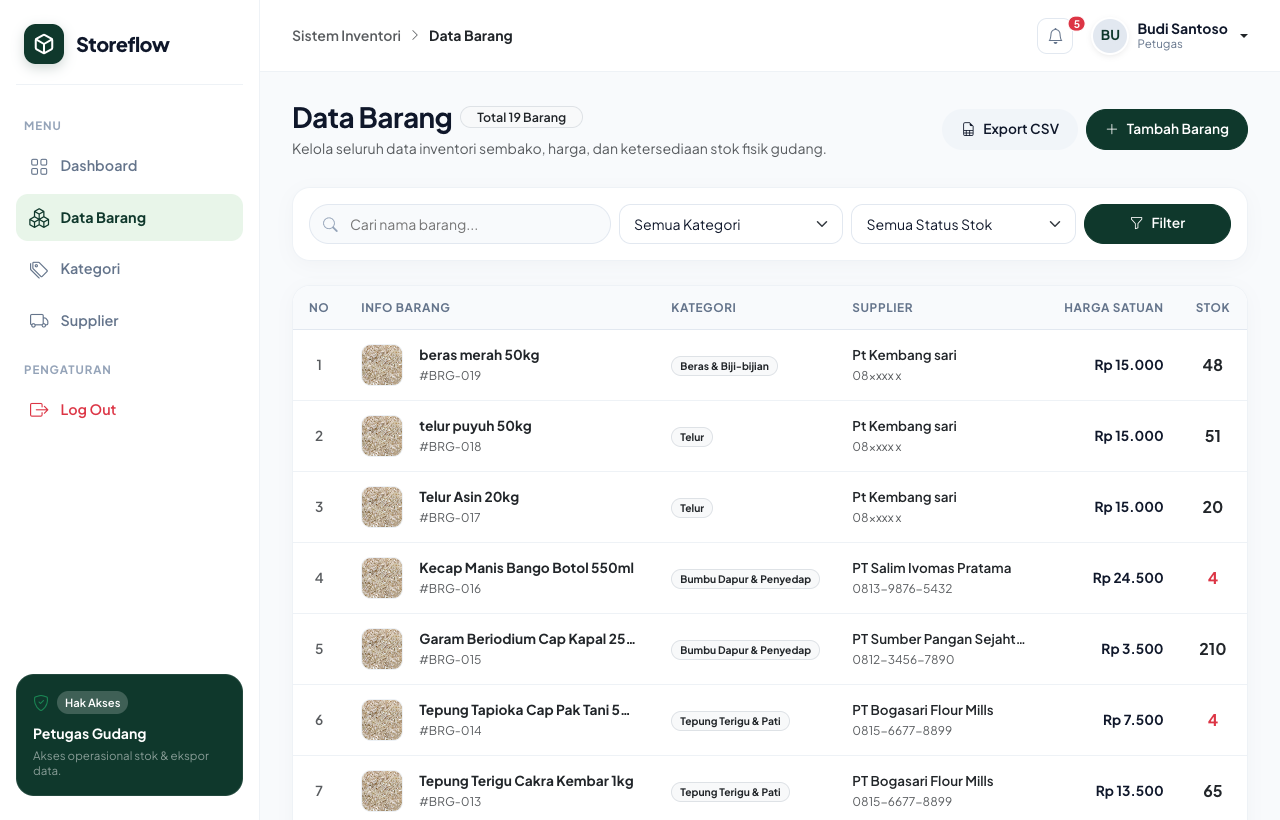 Storeflow
MENU
Dashboard
Data Barang
Kategori
Supplier
PENGATURAN
Log Out
Hak Akses
Petugas Gudang
Akses operasional stok & ekspor
data.
Sistem Inventori > Data Barang
5
BU
Budi Santoso
Petugas
Data Barang
Total 19 Barang
Kelola seluruh data inventori sembako, harga, dan ketersediaan stok fisik gudang.
Export CSV
+ Tambah Barang
Cari nama barang...
Semua Kategori
Semua Status Stok
Filter
NO INFO BARANG KATEGORI SUPPLIER HARGA SATUAN STOK
1 beras merah 50kg Beras & Biji-bijian Pt Kembang sari Rp 15.000 48
#BRG-019 08xxxxx
2 telur puyuh 50kg Telur Pt Kembang sari Rp 15.000 51
#BRG-018 08xxxxx
3 Telur Asin 20kg Telur Pt Kembang sari Rp 15.000 20
#BRG-017 08xxxxx
4 Kecap Manis Bango Botol 550ml Bumbu Dapur & Penyedap PT Salim Ivomas Pratama Rp 24.500 4
#BRG-016 0813-9876-5432
5 Garam Beriodium Cap Kapal 25... Bumbu Dapur & Penyedap PT Sumber Pangan Sejaht... Rp 3.500 210
#BRG-015 0812-3456-7890
6 Tepung Tapioka Cap Pak Tani 5... Tepung Terigu & Pati PT Bogasari Flour Mills Rp 7.500 4
#BRG-014 0815-6677-8899
7 Tepung Terigu Cakra Kembar 1kg Tepung Terigu & Pati PT Bogasari Flour Mills Rp 13.500 65
#BRG-013 0815-6677-8899